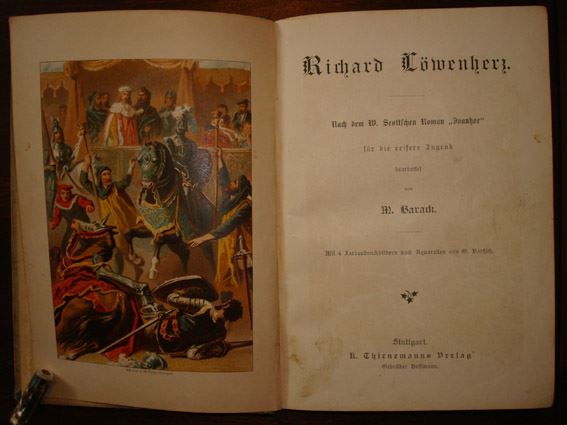 Richard Löwenherz.
Nach dem W. Scottschen Roman „Ivanhoe“
für die reifere Jugend
bearbeitet
von
M. Barack.
Mit 4 Farbendruckbildern nach Aquarellen von
Stuttgart.
K. Thienemanns Verlag
Gebrüder Hoffmann.